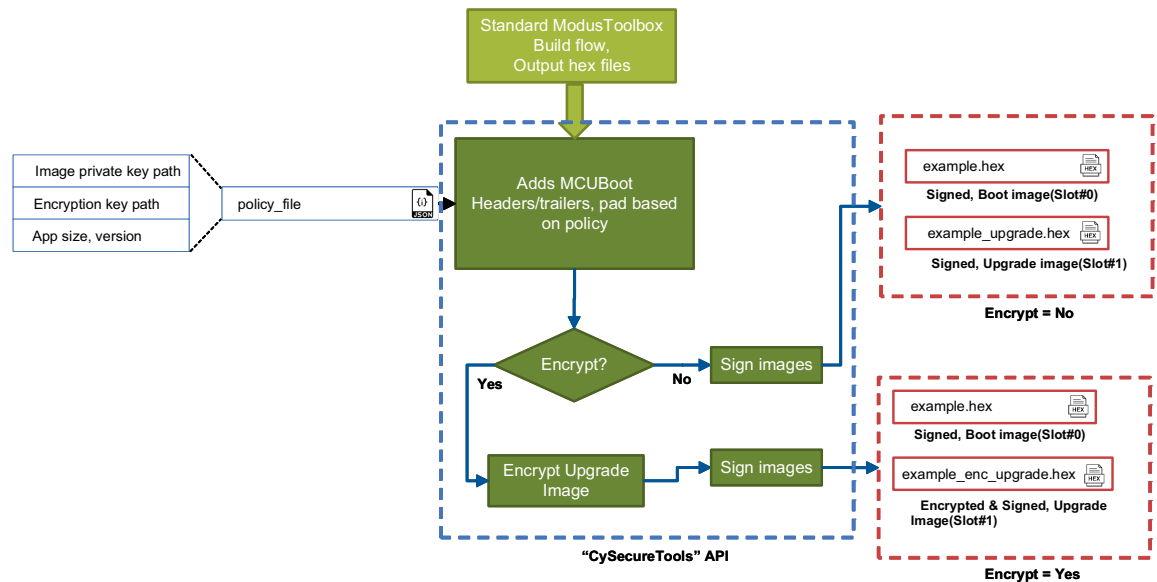 Standard ModusToolbox
Build flow,
Output hex files
Image private key path
Encryption key path
App size, version
policy_file
{i}
JSON
Adds MCUBoot
Headers/trailers, pad based
on policy
Encrypt?
Yes
No
Sign images
Encrypt Upgrade
Image
Sign images
"CySecureTools" API
example.hex
HEX
Signed, Boot image(Slot#0)
example_upgrade.hex
HEX
Signed, Upgrade image(Slot#1)
Encrypt = No
example.hex
HEX
Signed, Boot image(Slot#0)
example_enc_upgrade.hex
HEX
Encrypted & Signed, Upgrade
Image(Slot#1)
Encrypt = Yes